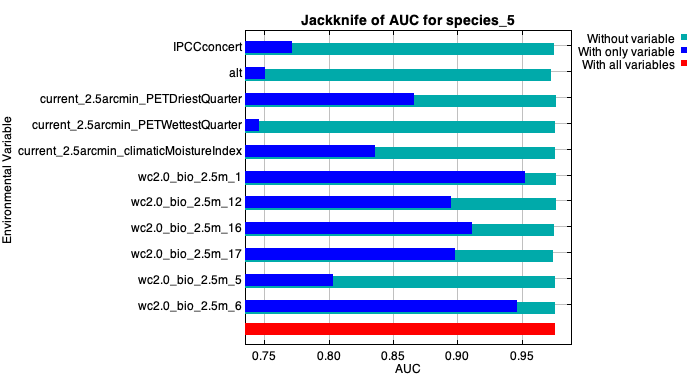 Jackknife of AUC for species_5
Without variable
With only variable
With all variables
Environmental Variable
IPCCconcert
alt
current_2.5arcmin_PETDriestQuarter
current_2.5arcmin_PETWettestQuarter
current_2.5arcmin_climaticMoistureIndex
wc2.0_bio_2.5m_1
wc2.0_bio_2.5m_12
wc2.0_bio_2.5m_16
wc2.0_bio_2.5m_17
wc2.0_bio_2.5m_5
wc2.0_bio_2.5m_6
0.75 0.80 0.85 0.90 0.95
AUC